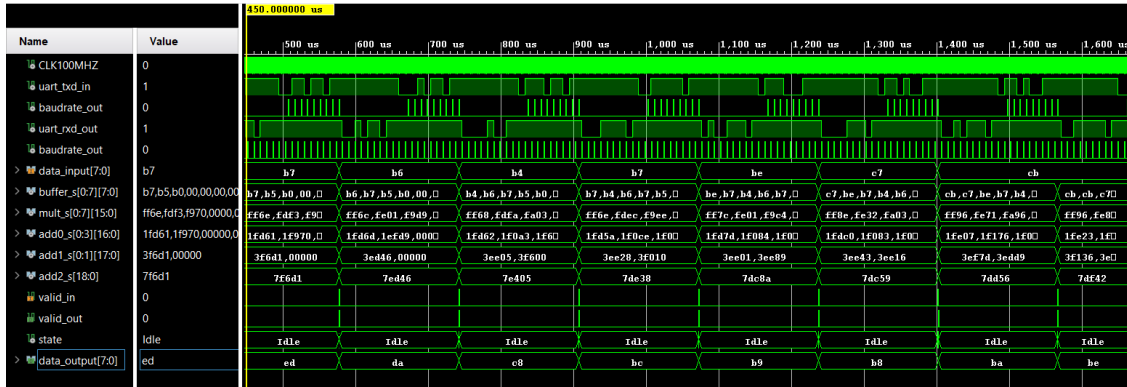 450.000000 us
Name Value
500 us 600 us 700 us 800 us 900 us 1,000 us 1,100 us 1,200 us 1,300 us 1,400 us 1,500 us 1,600 us
CLK100MHZ 0
uart_txd_in 1
baudrate_out 0
uart_rxd_out 1
baudrate_out 0
data_input[7:0] b7 b7 b6 b4 b7 be c7 cb
buffer_s[0:7][7:0] b7,b5,b0,00,00,00,00 b7,b5,b0,00, b6,b7,b5,b0, b4,b6,b7,b5,b0, b7,b4,b6,b7,b5, be,b7,b4,b6,b7, c7,be,b7,b4,b6, cb,c7,be,b7,b4, cb,cb,c7
mult_s[0:7][15:0] ff6e,fdf3,f970,0000,0 ff6e,fdf3,f9 ff6c,fe01,f9d9, ff68,fdfa,fa03, ff6e,fdec,f9ee, ff7c,fe01,f9c4, ff8e,fe32,fa03, ff96,fe71,fa96, ff96,fe8
add0_s[0:3][16:0] 1fd61,1f970,00000,0 1fd61,1f970, 1fd6d,1efd9,000 1fd62,1f0a3,1f6 1fd5a,1f0ce,1f0 1fd7d,1f084,1f0 1fdc0,1f083,1f0 1fe07,1f176,1f0 1fe23,1f
add1_s[0:1][17:0] 3f6d1,00000 3f6d1,00000 3ed46,00000 3ee05,3f600 3ee28,3f010 3ee01,3ee89 3ee43,3ee16 3ef7d,3edd9 3f136,3e
add2_s[18:0] 7f6d1 7f6d1 7ed46 7e405 7de38 7dc8a 7dc59 7dd56 7df42
valid_in 0
valid_out 0
state Idle Idle Idle Idle Idle Idle Idle Idle Idle
data_output[7:0] ed ed da c8 bc b9 b8 ba be